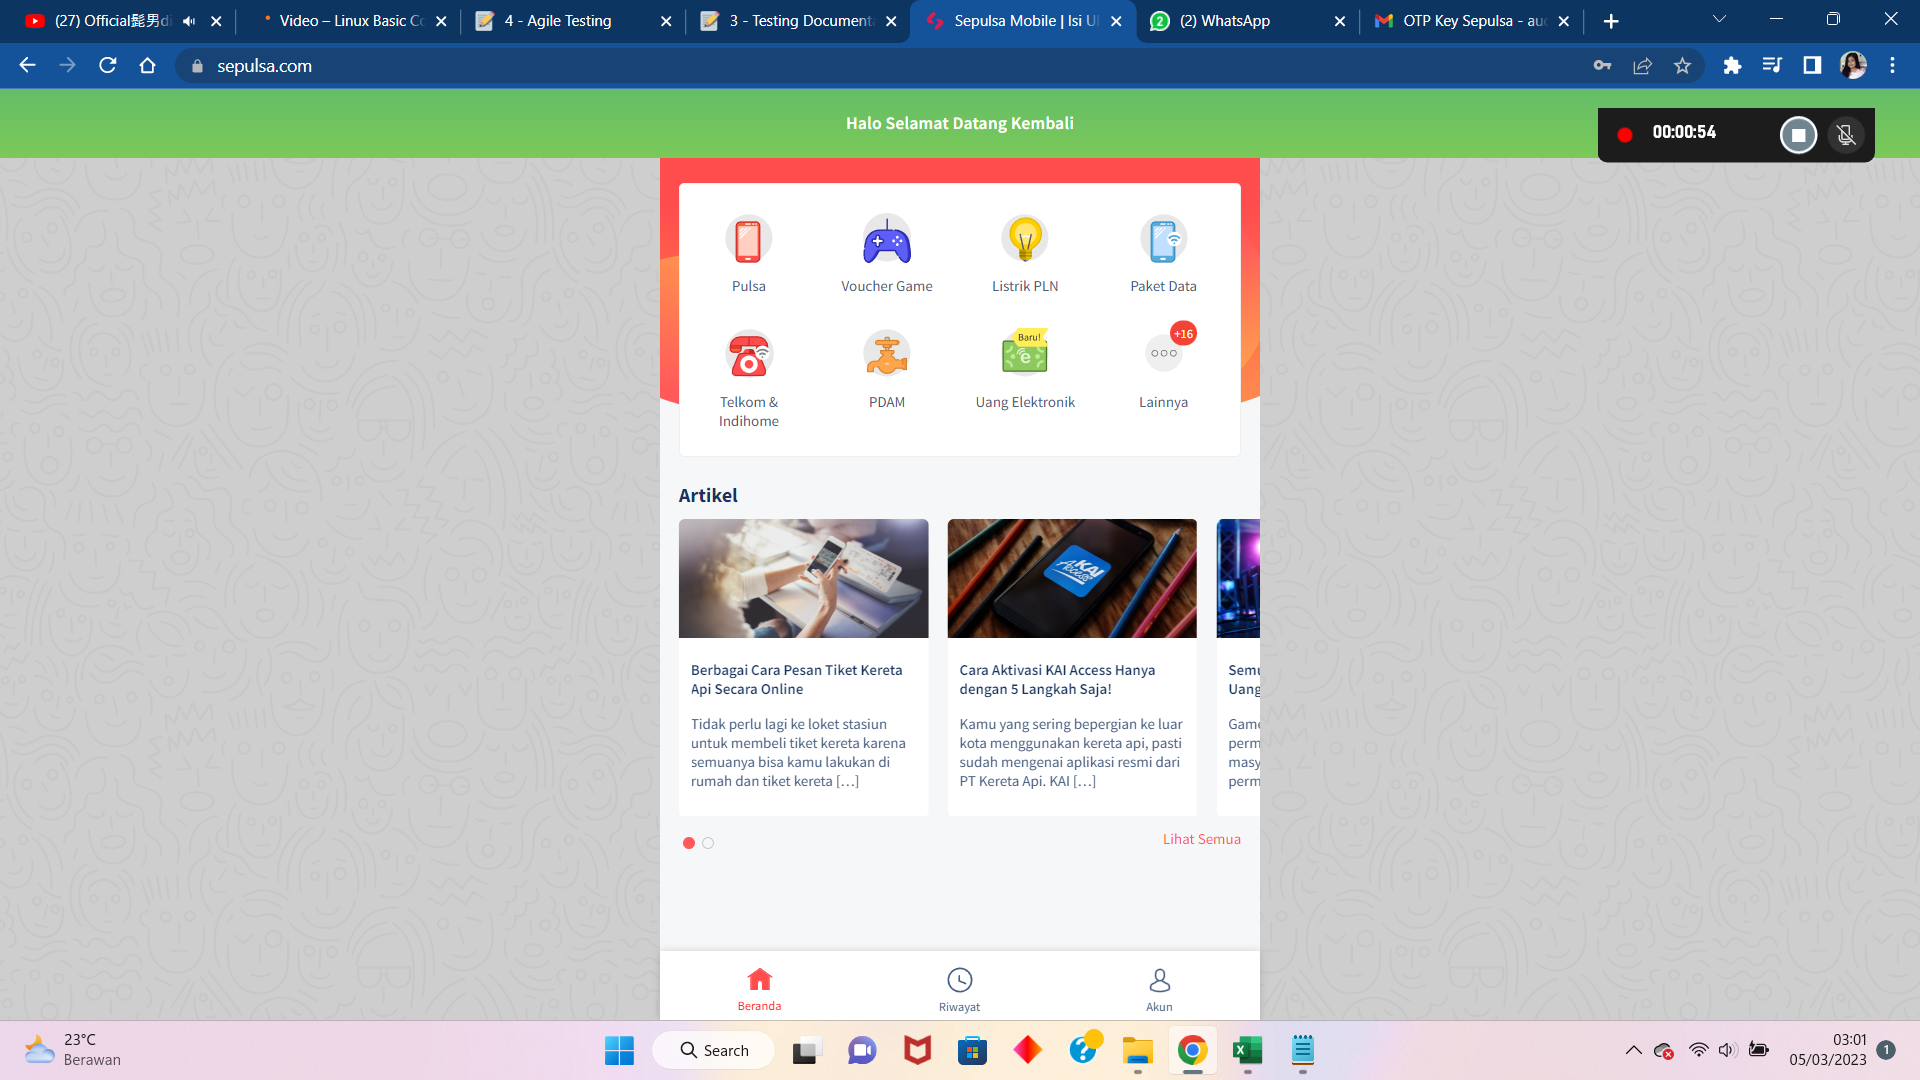 (27) Official髭男di
Video – Linux Basic Co
4 - Agile Testing
3 - Testing Documenta
Sepulsa Mobile | Isi Ul
(2) WhatsApp
OTP Key Sepulsa - auc
sepulsa.com
Halo Selamat Datang Kembali
00:00:54
Pulsa
Voucher Game
Listrik PLN
Paket Data
Baru!
e
+16
Telkom &
Indihome
PDAM
Uang Elektronik
Lainnya
Artikel
KAI
Access
Berbagai Cara Pesan Tiket Kereta
Api Secara Online
Tidak perlu lagi ke loket stasiun
untuk membeli tiket kereta karena
semuanya bisa kamu lakukan di
rumah dan tiket kereta […]
Cara Aktivasi KAI Access Hanya
dengan 5 Langkah Saja!
Kamu yang sering bepergian ke luar
kota menggunakan kereta api, pasti
sudah mengenai aplikasi resmi dari
PT Kereta Api. KAI […]
Semu
Uang
Game
perm
masy
perm
Lihat Semua
Beranda
Riwayat
Akun
23°C
Berawan
Search
03:01
05/03/2023
1